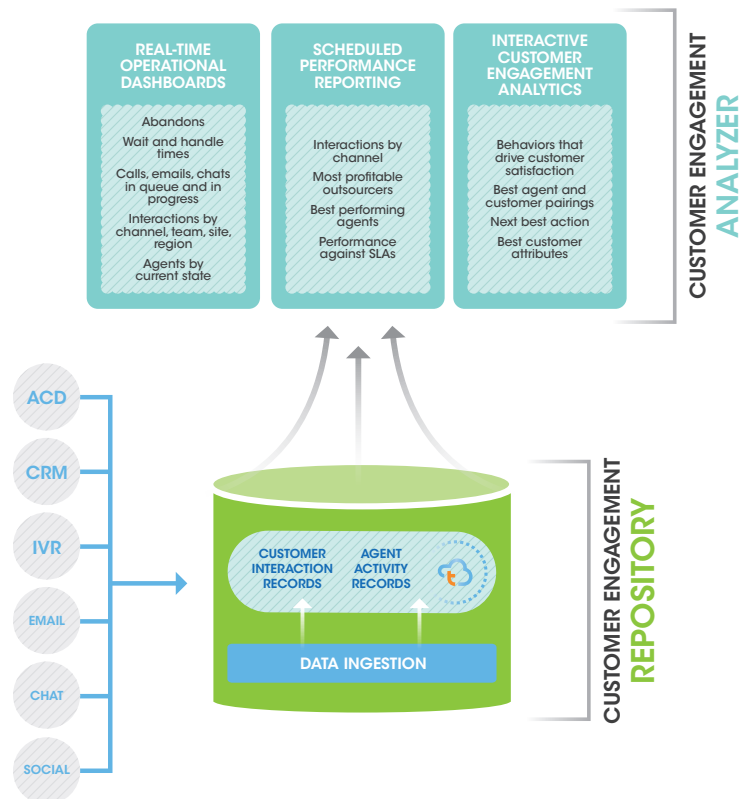 REAL-TIME
OPERATIONAL
DASHBOARDS
Abandons
Wait and handle
times
Calls, emails, chats
in queue and in
progress
Interactions by
channel, team, site,
region
Agents by
current state
SCHEDULED
PERFORMANCE
REPORTING
Interactions by
channel
Most profitable
outsourcers
Best performing
agents
Performance
against SLAs
INTERACTIVE
CUSTOMER
ENGAGEMENT
ANALYTICS
Behaviors that
drive customer
satisfaction
Best agent and
customer pairings
Next best action
Best customer
attributes
CUSTOMER ENGAGEMENT
ANALYZER
ACD
CRM
IVR
EMAIL
CHAT
SOCIAL
CUSTOMER
INTERACTION
RECORDS
AGENT
ACTIVITY
RECORDS
t
DATA INGESTION
CUSTOMER ENGAGEMENT
REPOSITORY